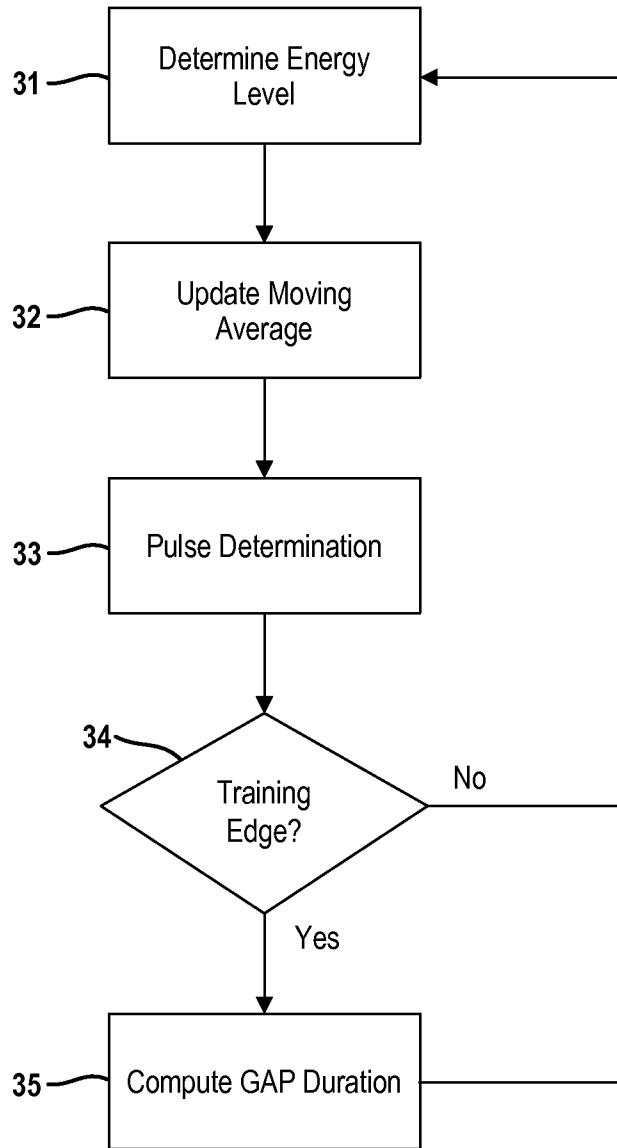 31
Determine Energy
Level
32
Update Moving
Average
33
Pulse Determination
34
Training
Edge?
No
Yes
35
Compute GAP Duration